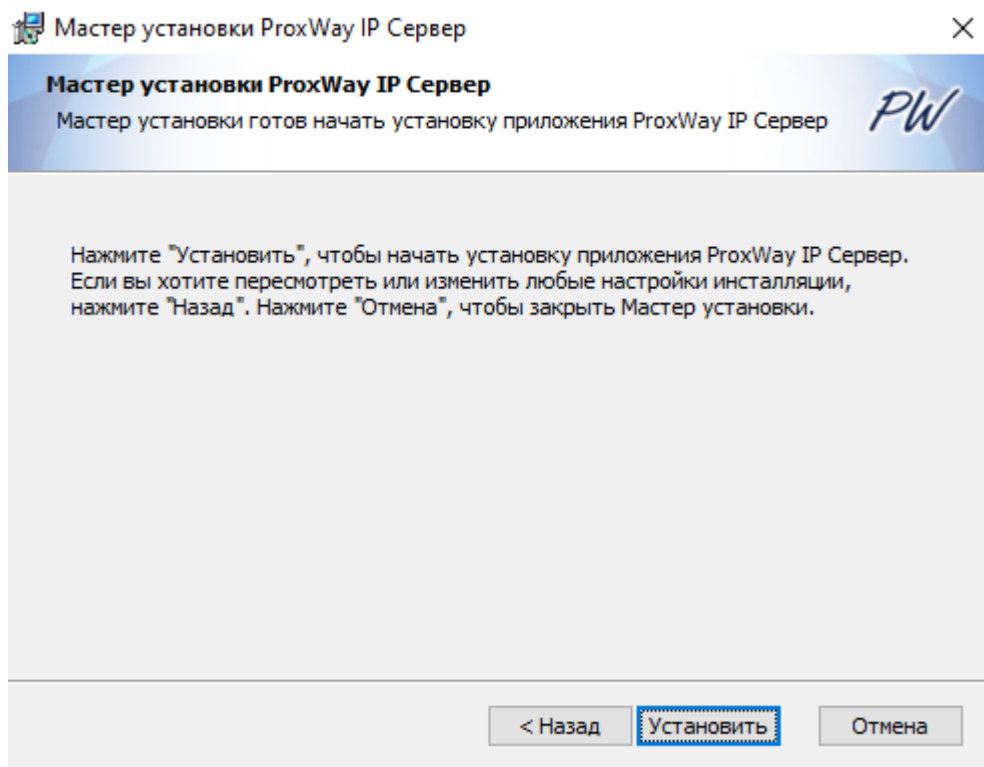 Мастер установки ProxWay IP Сервер
Мастер установки ProxWay IP Сервер
Мастер установки готов начать установку приложения ProxWay IP Сервер
PW
Нажмите "Установить", чтобы начать установку приложения ProxWay IP Сервер.
Если вы хотите пересмотреть или изменить любые настройки инсталляции,
нажмите "Назад". Нажмите "Отмена", чтобы закрыть Мастер установки.
< Назад Установить Отмена